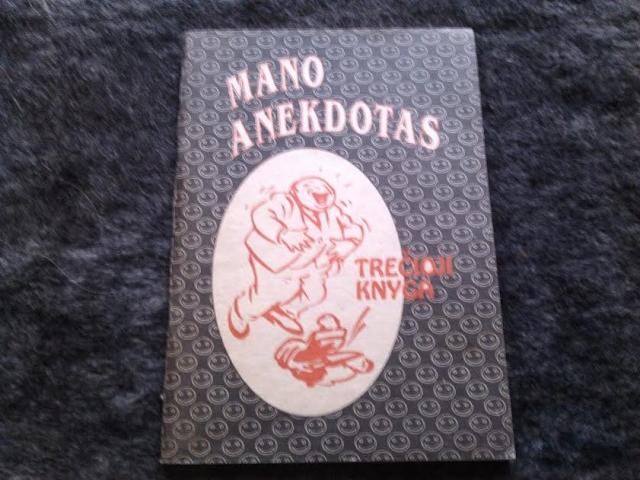 MANO
ANEKDOTAS
TREČIOJI
KNYGA